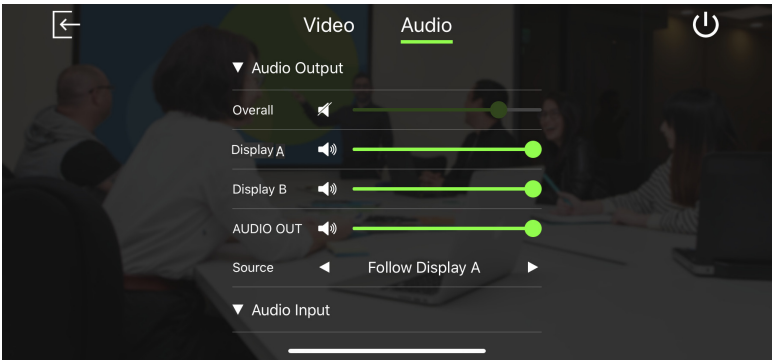 Video Audio
▼ Audio Output
Overall
Display A
Display B
AUDIO OUT
Source ◀ Follow Display A ▶
▼ Audio Input